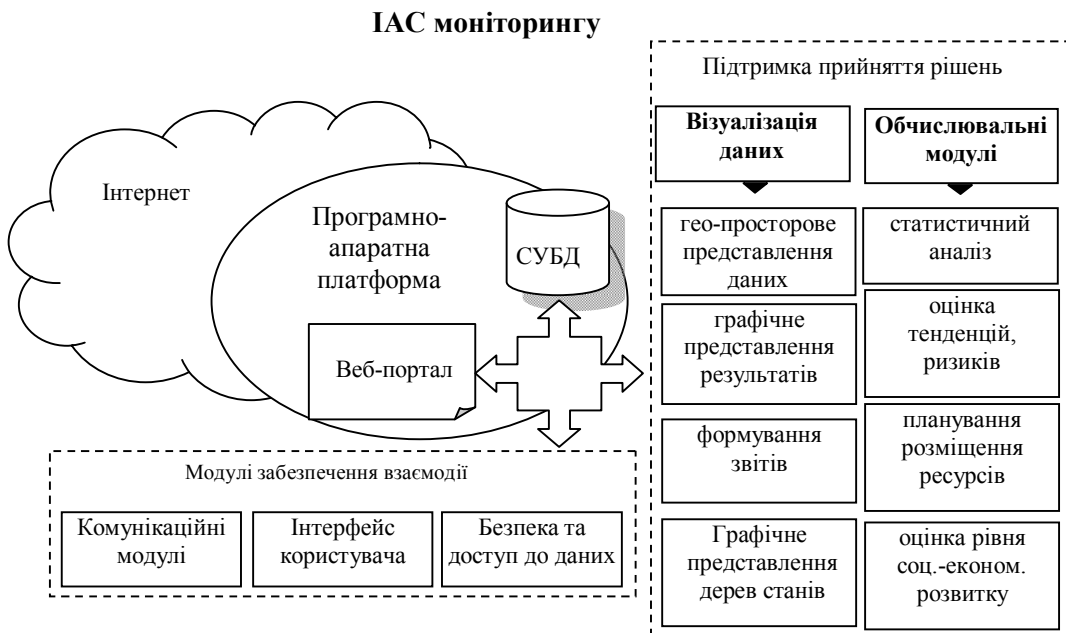 ІАС моніторингу
Інтернет
Програмно-
апаратна
платформа
СУБД
Веб-портал
Модулі забезпечення взаємодії
Комунікаційні
модулі
Інтерфейс
користувача
Безпека та
доступ до даних
Підтримка прийняття рішень
Візуалізація
даних
гео-просторове
представлення
даних
графічне
представлення
результатів
формування
звітів
Графічне
представлення
дерев станів
Обчислювальні
модулі
статистичний
аналіз
оцінка
тенденцій,
ризиків
планування
розміщення
ресурсів
оцінка рівня
соц.-економ.
розвитку